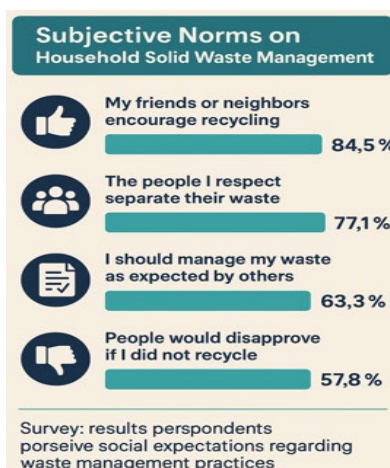 Subjective Norms on
Household Solid Waste Management
My friends or neighbors
encourage recycling
84,5 %
The people I respect
separate their waste
77,1 %
I should manage my waste
as expected by others
63,3 %
People would disapprove
if I did not recycle
57,8 %
Survey: results perspondents
porseive social expectations regarding
waste management practices